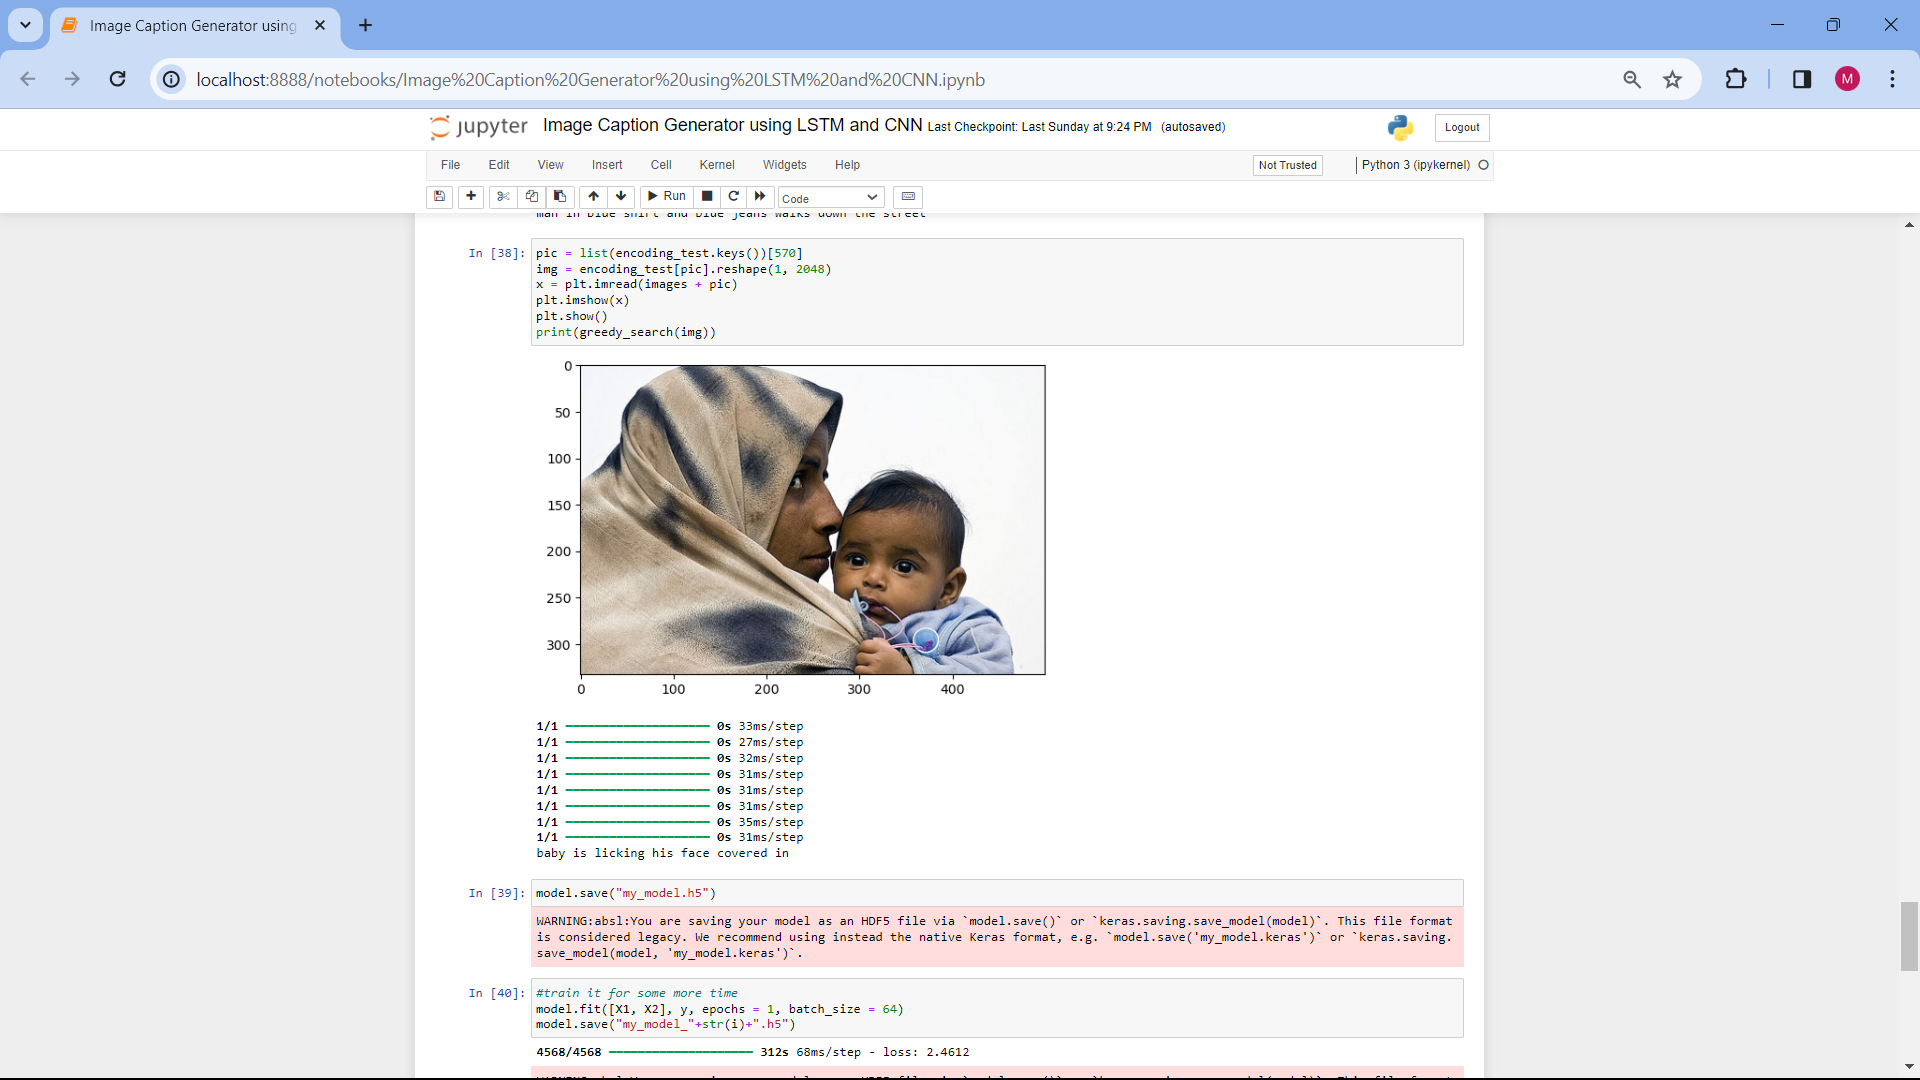 Image Caption Generator using
localhost:8888/notebooks/Image%20Caption%20Generator%20using%20LSTM%20and%20CNN.ipynb
M
jupyter Image Caption Generator using LSTM and CNN Last Checkpoint: Last Sunday at 9:24 PM (autosaved)
Logout
File Edit View Insert Cell Kernel Widgets Help
Not Trusted
Python 3 (ipykernel)
Run
Code
man in blue shirt and blue jeans walks down the street
In [38]:
pic = list(encoding_test.keys())[570]
img = encoding_test[pic].reshape(1, 2048)
x = plt.imread(images + pic)
plt.imshow(x)
plt.show()
print(greedy_search(img))
0
50
100
150
200
250
300
0 100 200 300 400
1/1 0s 33ms/step
1/1 0s 27ms/step
1/1 0s 32ms/step
1/1 0s 31ms/step
1/1 0s 31ms/step
1/1 0s 31ms/step
1/1 0s 35ms/step
1/1 0s 31ms/step
baby is licking his face covered in
In [39]:
model.save("my_model.h5")
WARNING:absl:You are saving your model as an HDF5 file via `model.save()` or `keras.saving.save_model(model)`. This file format
is considered legacy. We recommend using instead the native Keras format, e.g. `model.save('my_model.keras')` or `keras.saving.
save_model(model, 'my_model.keras')`.
In [40]:
#train it for some more time
model.fit([X1, X2], y, epochs = 1, batch_size = 64)
model.save("my_model_"+str(i)+".h5")
4568/4568 312s 68ms/step - loss: 2.4612